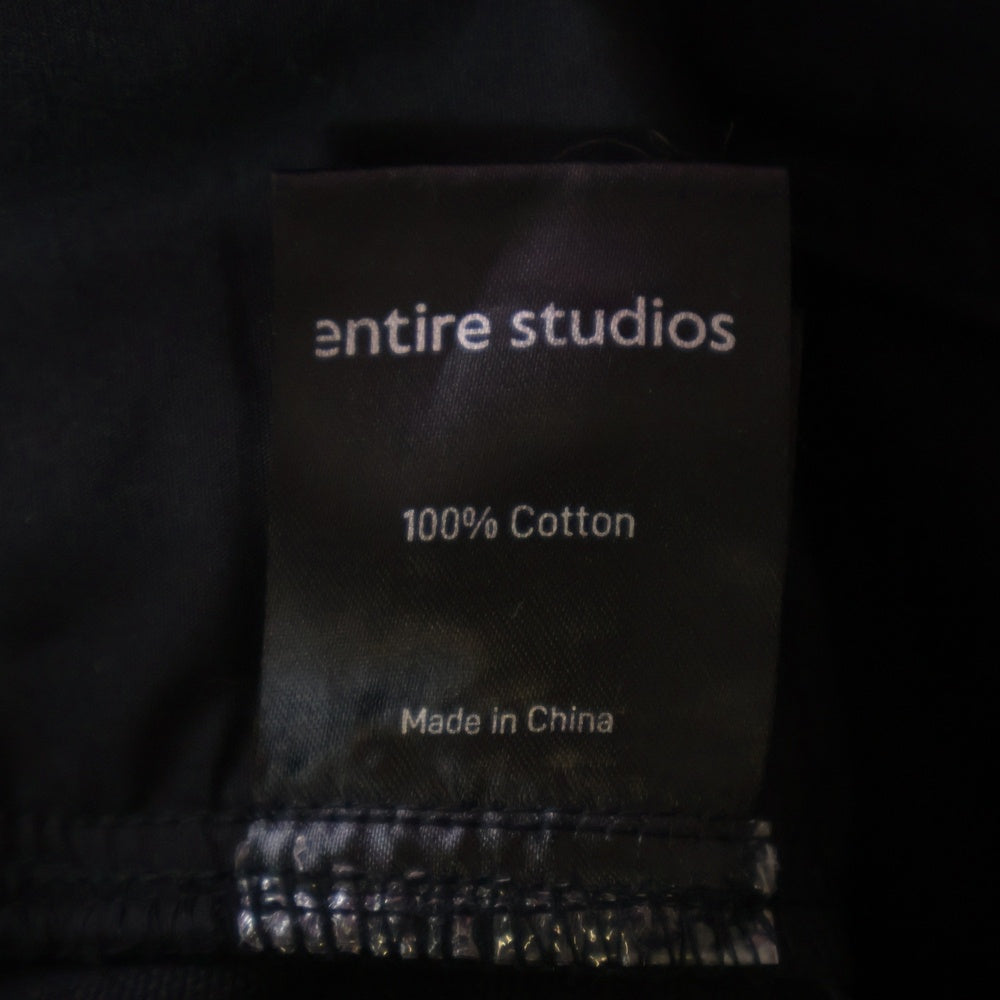 entire studios
100% Cotton
Made in China